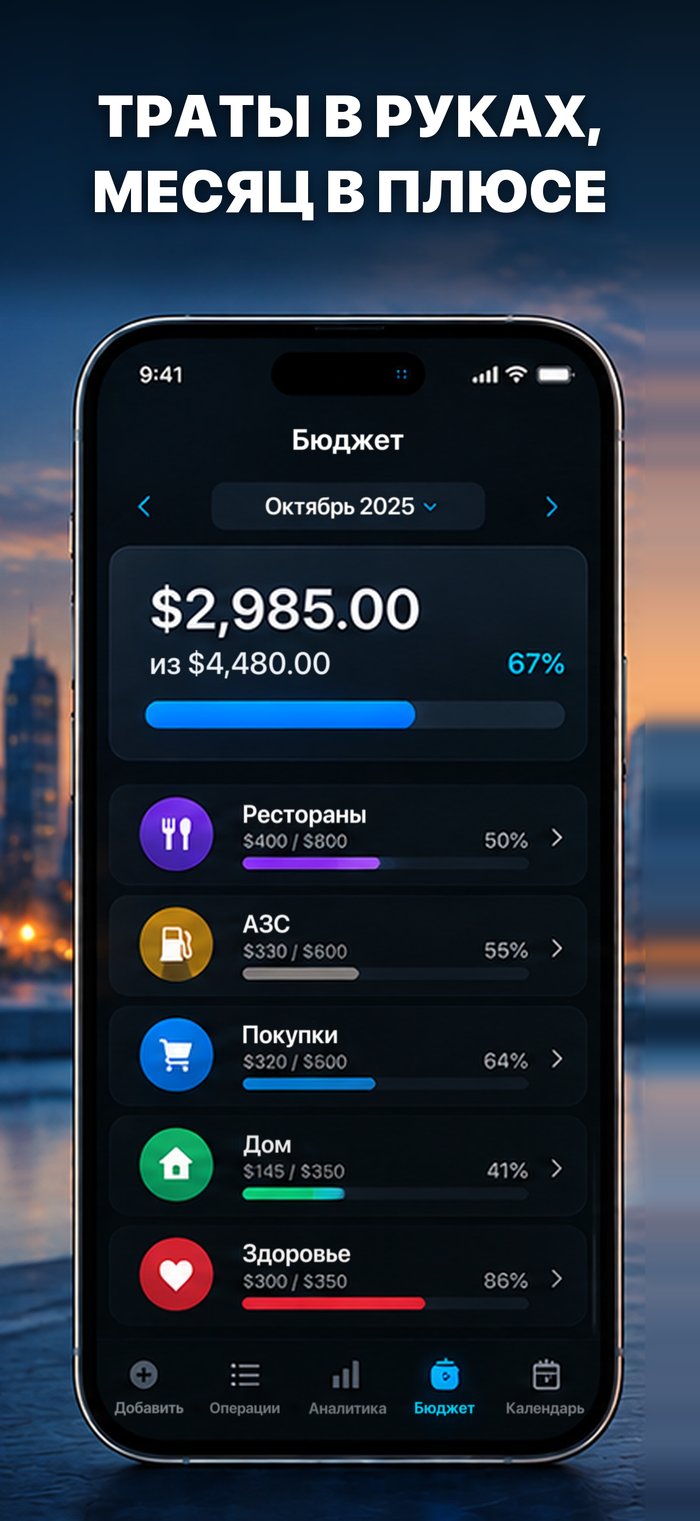 ТРАТЫ В РУКАХ,
МЕСЯЦ В ПЛЮСЕ
9:41
Бюджет
Октябрь 2025
$2,985.00
из $4,480.00
67%
Рестораны
$400 / $800
50%
АЗС
$330 / $600
55%
Покупки
$320 / $600
64%
Дом
$145 / $350
41%
Здоровье
$300 / $350
86%
Добавить
Операции
Аналитика
Бюджет
Календарь